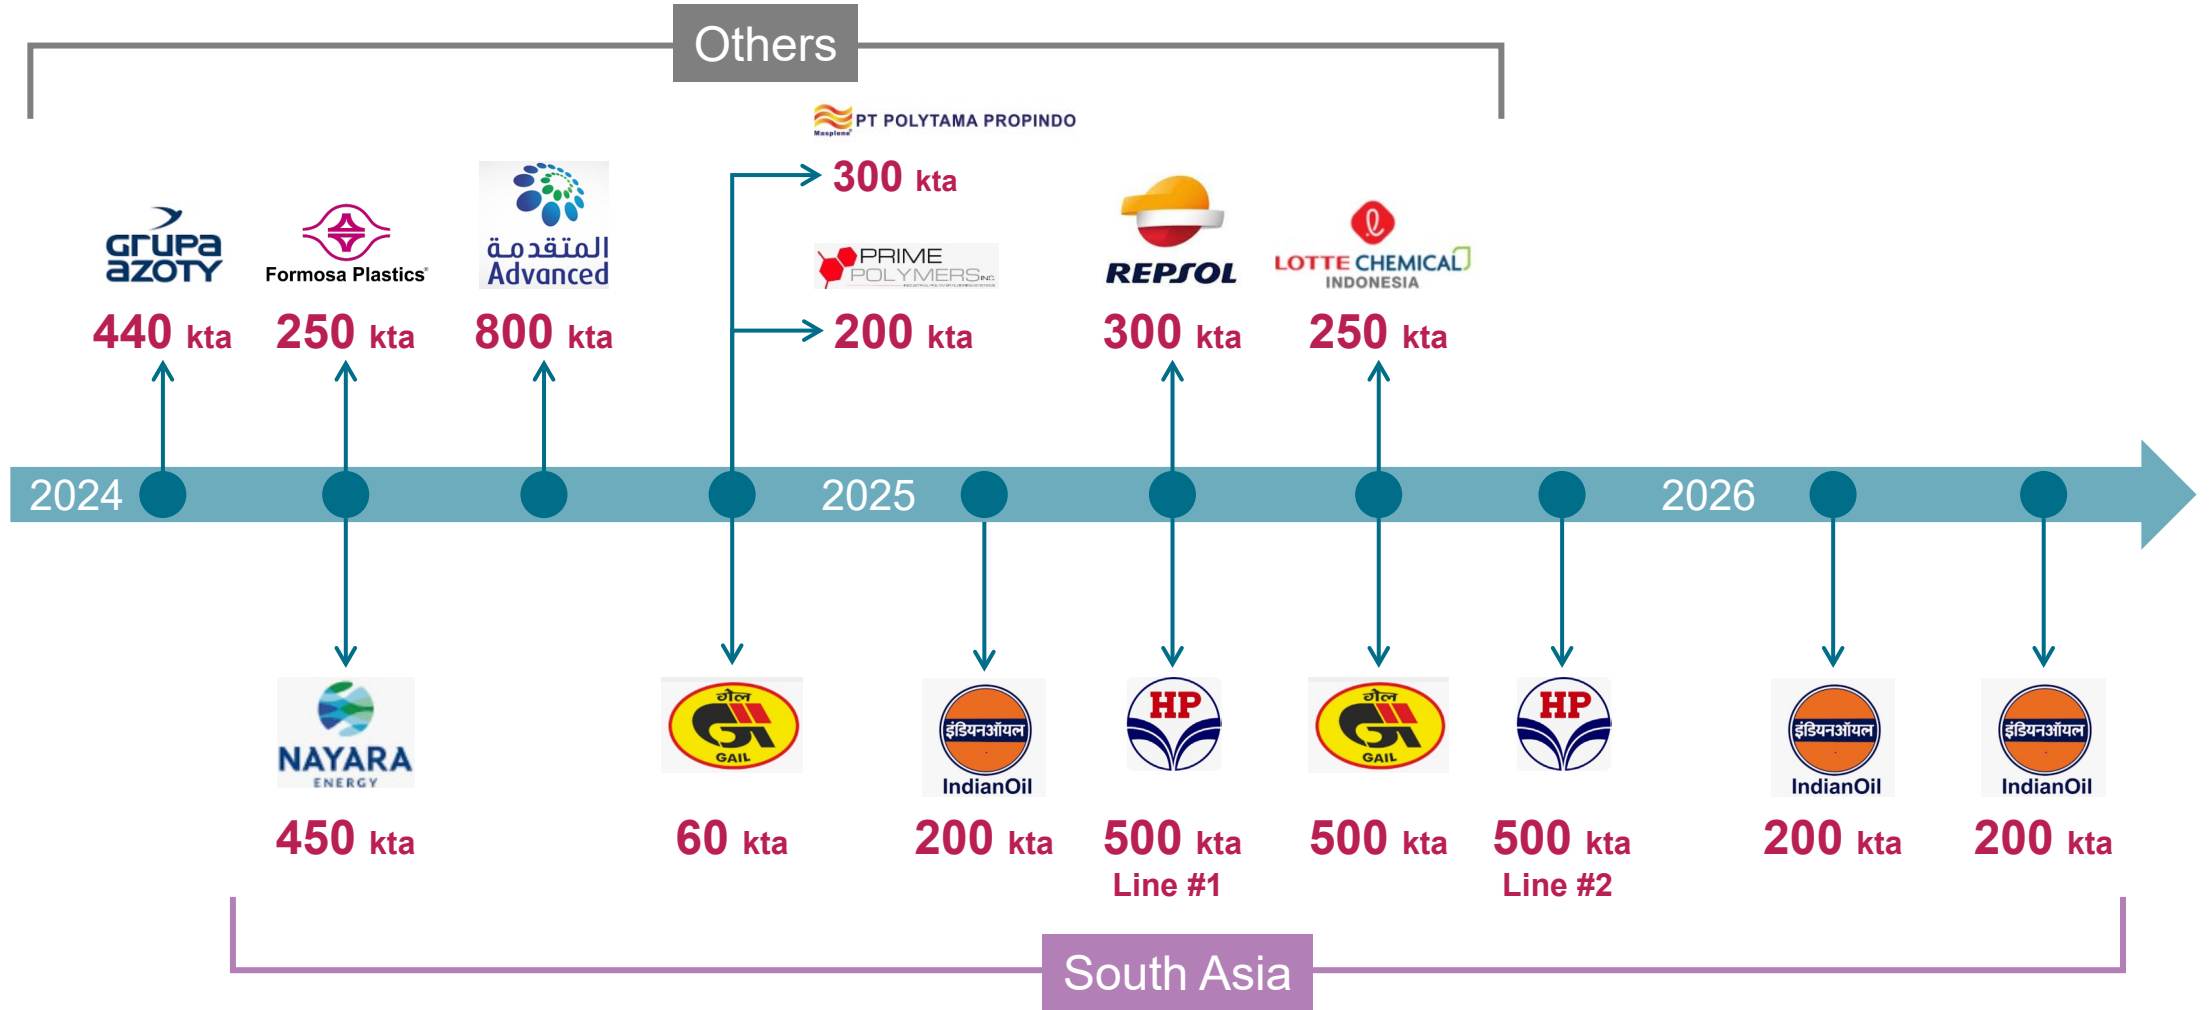 Others
PT POLYTAMA PROPINDO
Masplene
300 kta
GRUPA
AZOTY
440 kta
Formosa Plastics
250 kta
المتقدمة
Advanced
800 kta
PRIME
POLYMERS INC.
200 kta
REPSOL
300 kta
LOTTE CHEMICAL
INDONESIA
250 kta
2024
2025
2026
NAYARA
ENERGY
450 kta
गेल
GAIL
60 kta
इंडियनऑयल
IndianOil
200 kta
HP
500 kta
Line #1
गेल
GAIL
500 kta
HP
500 kta
Line #2
इंडियनऑयल
IndianOil
200 kta
इंडियनऑयल
IndianOil
200 kta
South Asia